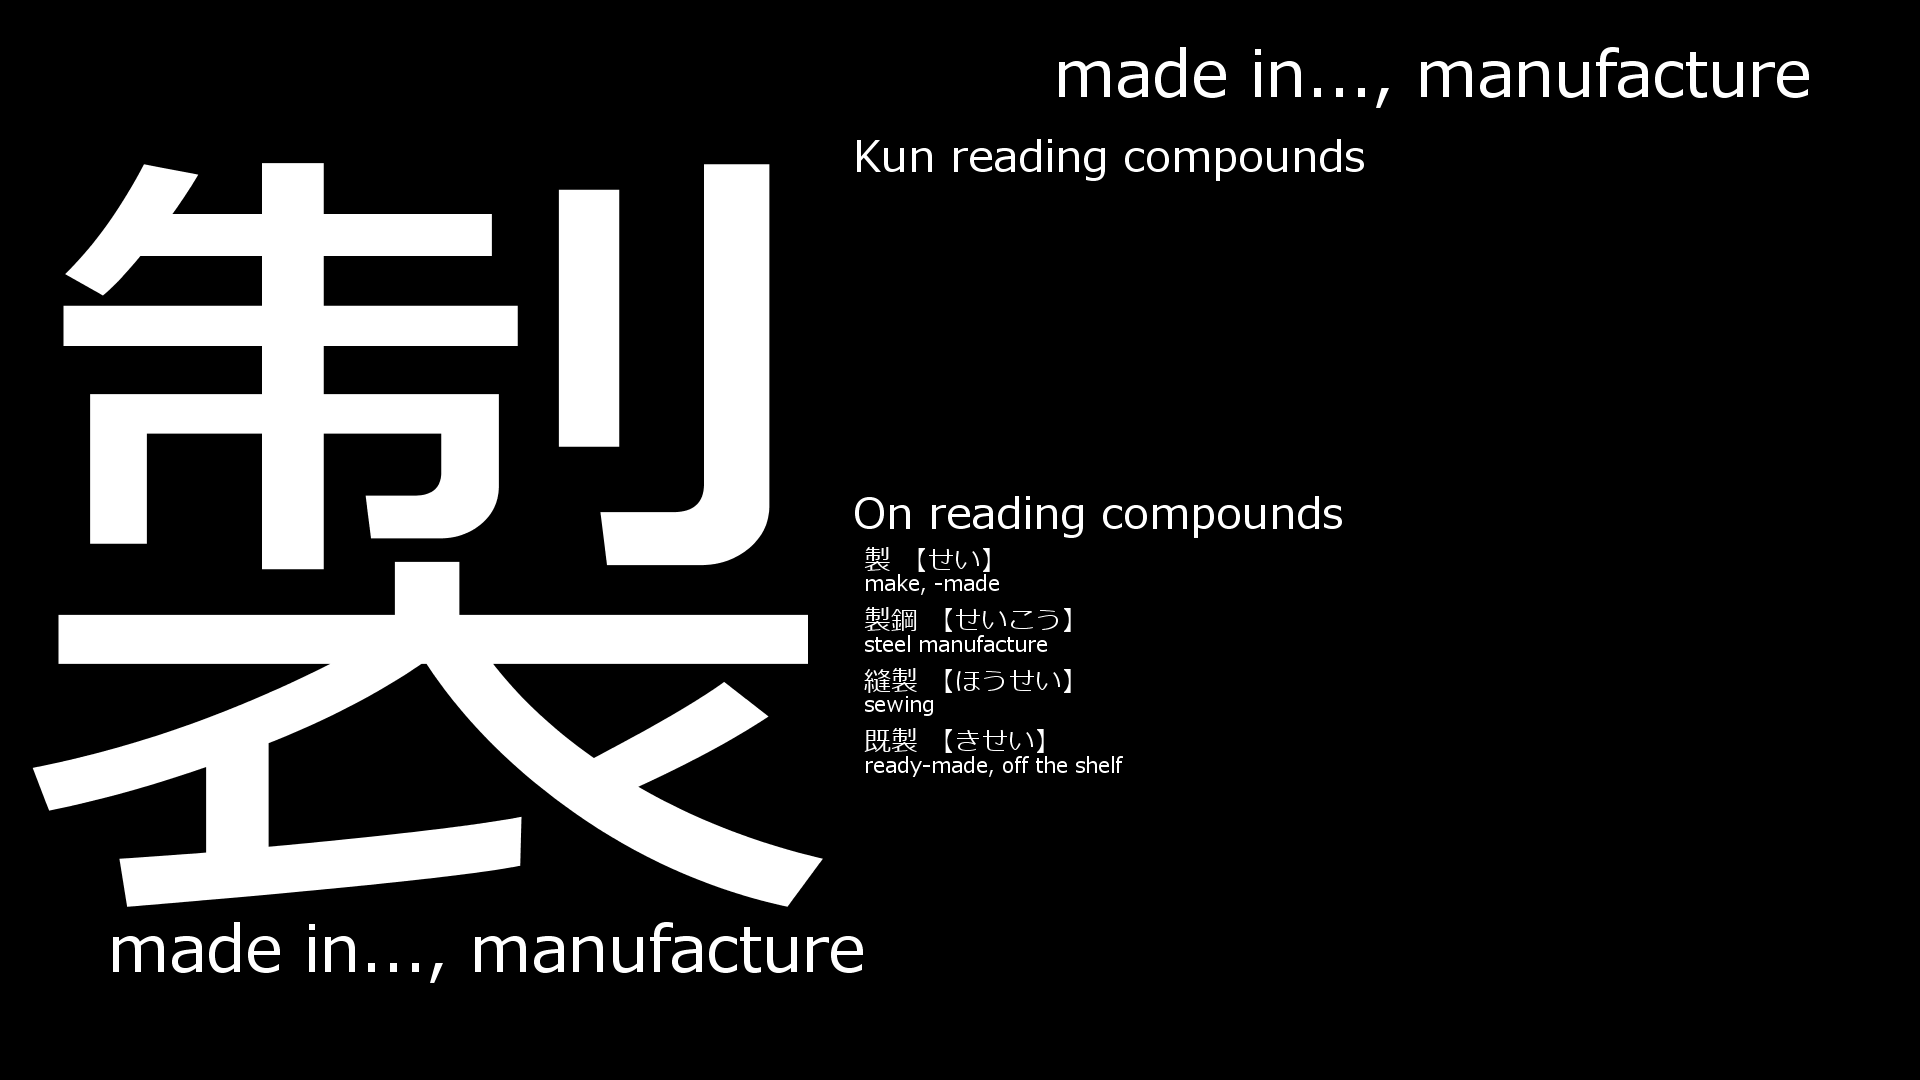 製
made in..., manufacture
made in..., manufacture
Kun reading compounds
On reading compounds
製 【せい】
make, -made
製鋼 【せいこう】
steel manufacture
縫製 【ほうせい】
sewing
既製 【きせい】
ready-made, off the shelf